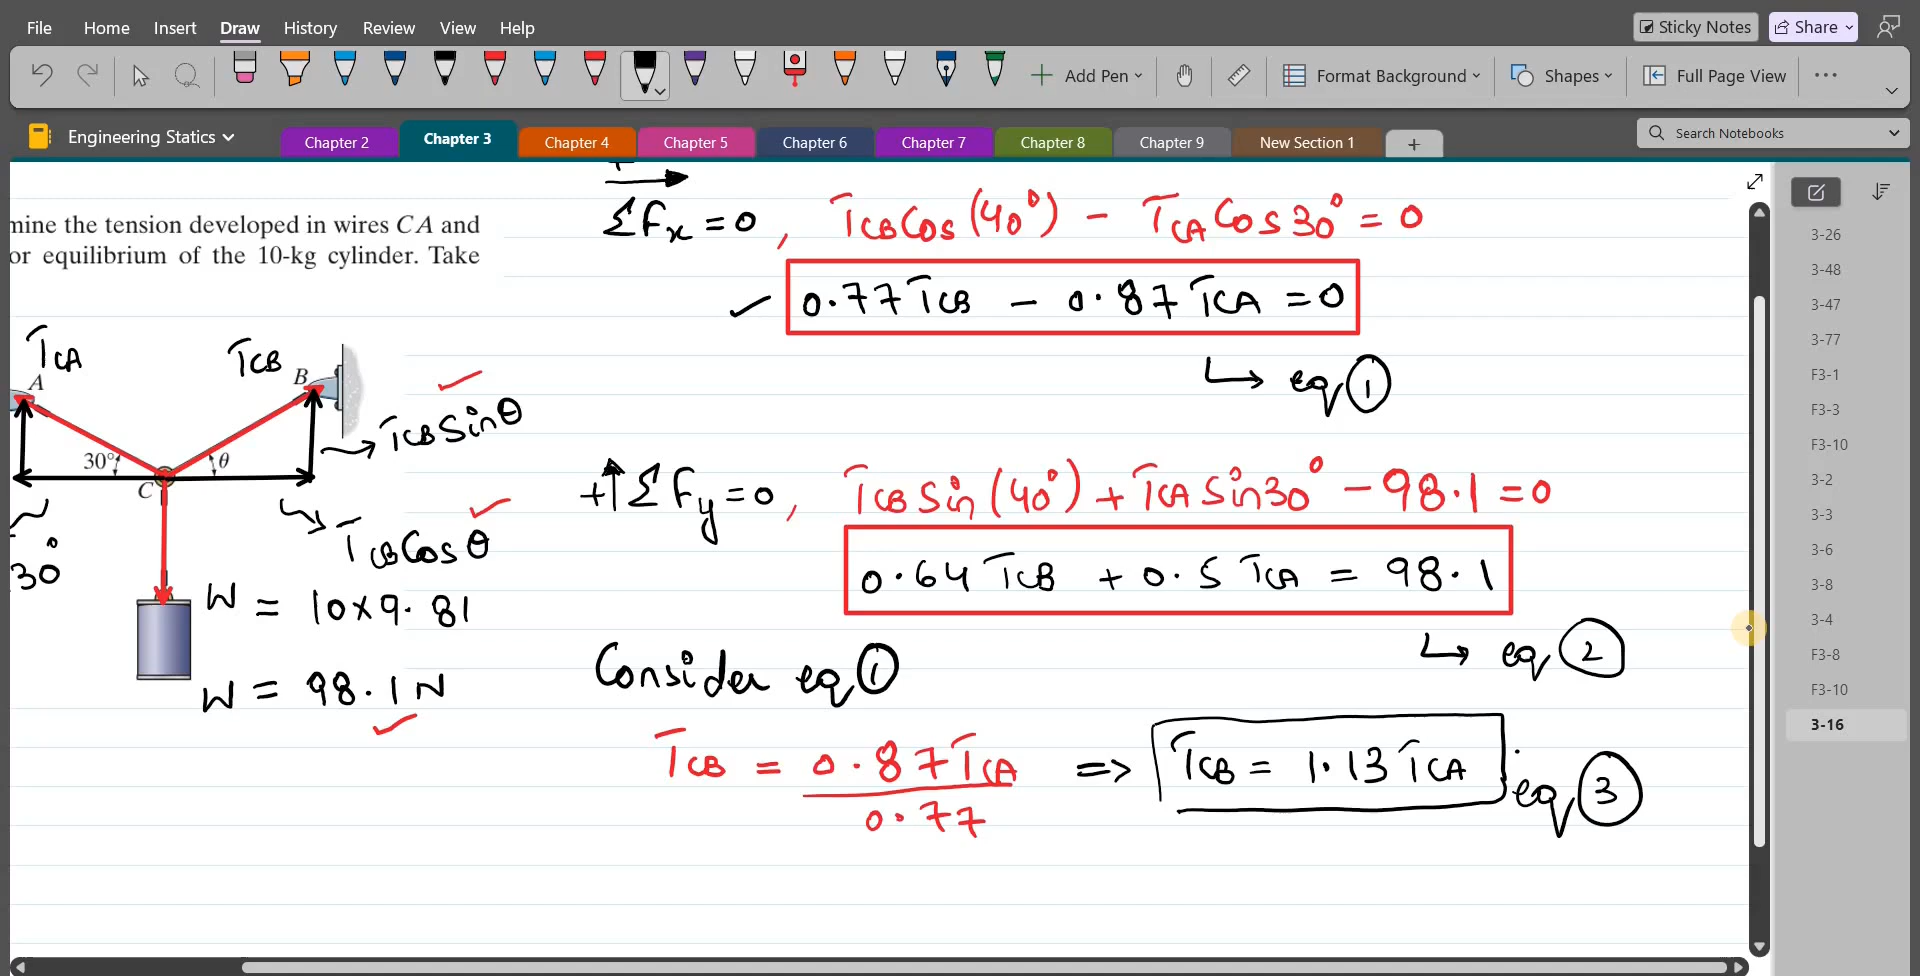 File Home Insert Draw History Review View Help
Sticky Notes Share
Add Pen Format Background Shapes Full Page View
Engineering Statics Chapter 2 Chapter 3 Chapter 4 Chapter 5 Chapter 6 Chapter 7 Chapter 8 Chapter 9 New Section 1 + Search Notebooks
mine the tension developed in wires CA and
or equilibrium of the 10-kg cylinder. Take
TCA
TCB
A
B
TCB Sinθ
30°
θ
C
TCB Cos θ
30°
W = 10×9.81
W = 98.1 N
ΣFx = 0, TCB Cos (40°) - TCA Cos 30° = 0
0.77 TCB - 0.87 TCA = 0
eq 1
+↑ ΣFy = 0, TCB Sin (40°) + TCA Sin 30° - 98.1 = 0
0.64 TCB + 0.5 TCA = 98.1
eq 2
Consider eq 1
TCB = 0.87 TCA => TCB = 1.13 TCA eq 3
0.77
3-26
3-48
3-47
3-77
F3-1
F3-3
F3-10
3-2
3-3
3-6
3-8
3-4
F3-8
F3-10
3-16